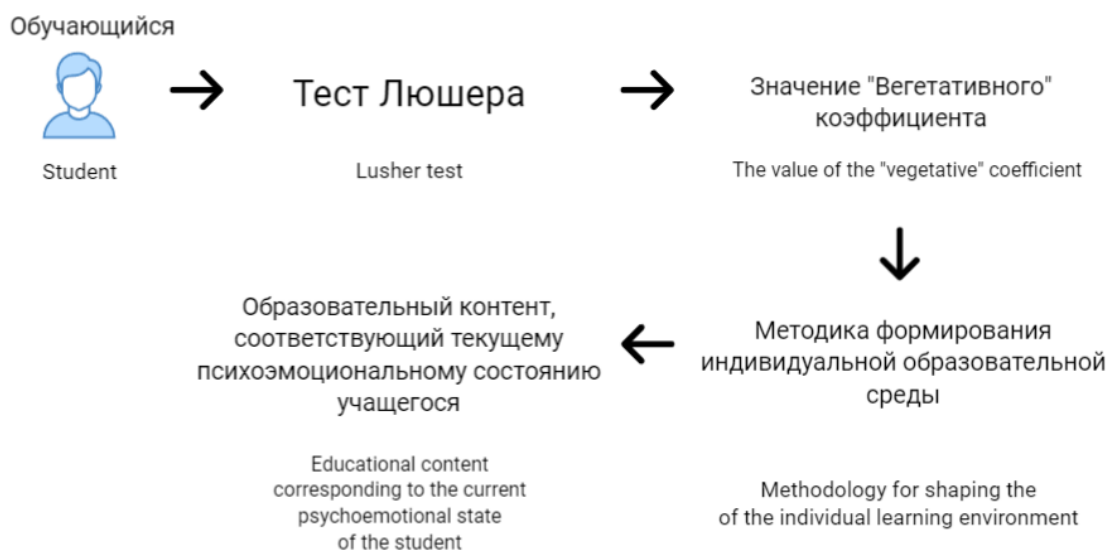 Обучающийся
Student
Тест Люшера
Lusher test
Значение "Вегетативного"
коэффициента
The value of the "vegetative" coefficient
Методика формирования
индивидуальной образовательной
среды
Methodology for shaping the
of the individual learning environment
Образовательный контент,
соответствующий текущему
психоэмоциональному состоянию
учащегося
Educational content
corresponding to the current
psychoemotional state
of the student